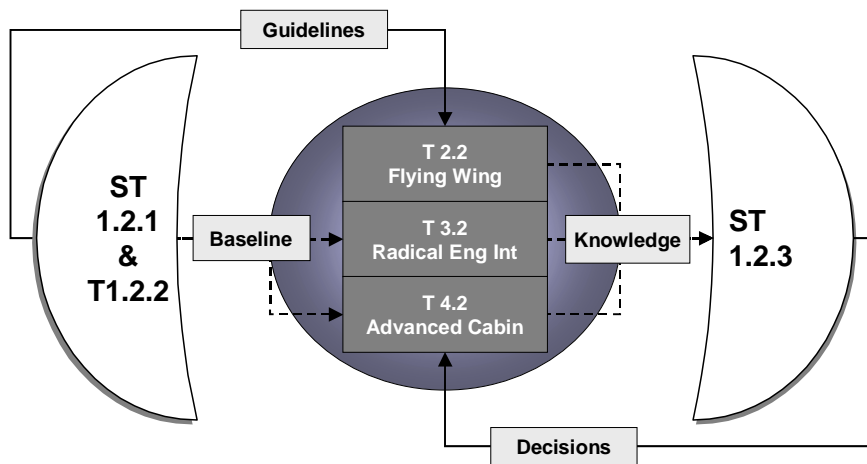 Guidelines
ST
1.2.1
&
T1.2.2
Baseline
T 2.2
Flying Wing
T 3.2
Radical Eng Int
T 4.2
Advanced Cabin
Knowledge
ST
1.2.3
Decisions